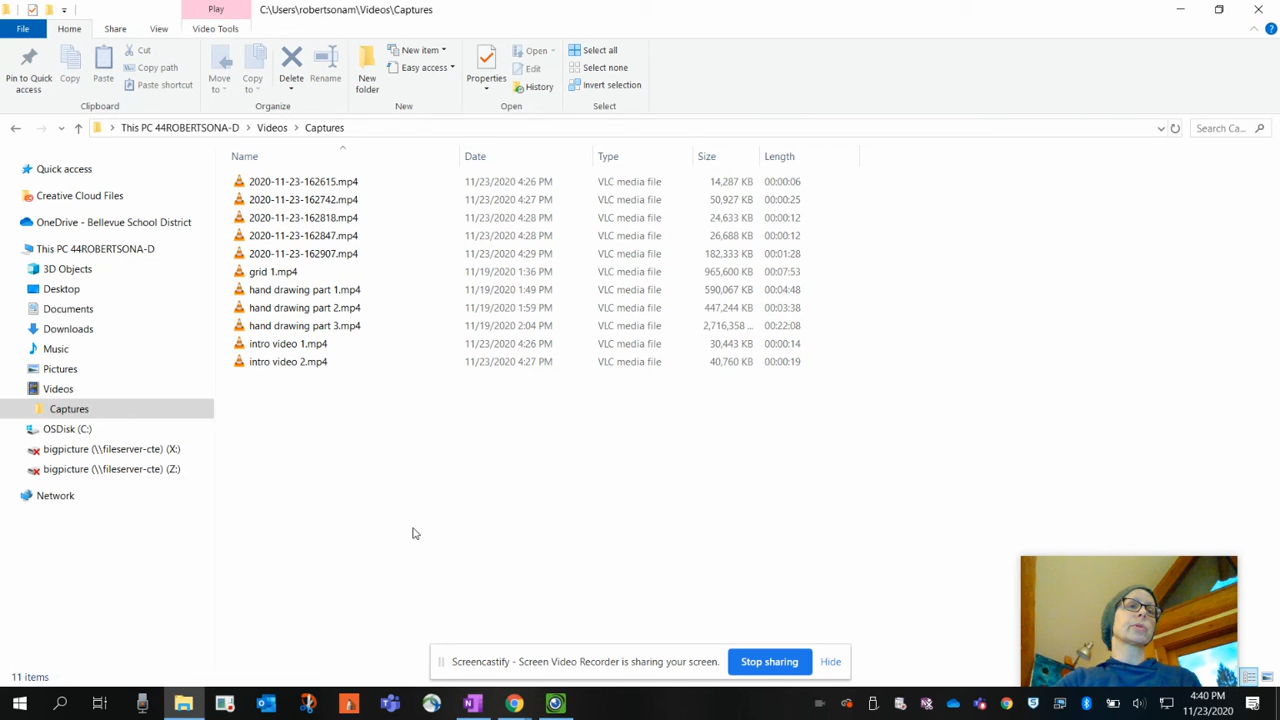 Play
C:\Users\robertsonam\Videos\Captures
File
Home
Share
View
Video Tools
Pin to Quick access
Copy
Paste
Cut
Copy path
Paste shortcut
Clipboard
Move to
Copy to
Delete
Rename
Organize
New folder
New item
Easy access
New
Properties
Open
Edit
History
Open
Select all
Select none
Invert selection
Select
This PC 44ROBERTSONA-D
Videos
Captures
Search Ca...
Name Date Type Size Length
Quick access
Creative Cloud Files
OneDrive - Bellevue School District
This PC 44ROBERTSONA-D
3D Objects
Desktop
Documents
Downloads
Music
Pictures
Videos
Captures
OSDisk (C:)
bigpicture (\\fileserver-cte) (X:)
bigpicture (\\fileserver-cte) (Z:)
Network
2020-11-23-162615.mp4 11/23/2020 4:26 PM VLC media file 14,287 KB 00:00:06
2020-11-23-162742.mp4 11/23/2020 4:27 PM VLC media file 50,927 KB 00:00:25
2020-11-23-162818.mp4 11/23/2020 4:28 PM VLC media file 24,633 KB 00:00:12
2020-11-23-162847.mp4 11/23/2020 4:28 PM VLC media file 26,688 KB 00:00:12
2020-11-23-162907.mp4 11/23/2020 4:29 PM VLC media file 182,333 KB 00:01:28
grid 1.mp4 11/19/2020 1:36 PM VLC media file 965,600 KB 00:07:53
hand drawing part 1.mp4 11/19/2020 1:49 PM VLC media file 590,067 KB 00:04:48
hand drawing part 2.mp4 11/19/2020 1:59 PM VLC media file 447,244 KB 00:03:38
hand drawing part 3.mp4 11/19/2020 2:04 PM VLC media file 2,716,358 ... 00:22:08
intro video 1.mp4 11/23/2020 4:26 PM VLC media file 30,443 KB 00:00:14
intro video 2.mp4 11/23/2020 4:27 PM VLC media file 40,760 KB 00:00:19
Screencastify - Screen Video Recorder is sharing your screen.
Stop sharing
Hide
11 items
4:40 PM
11/23/2020